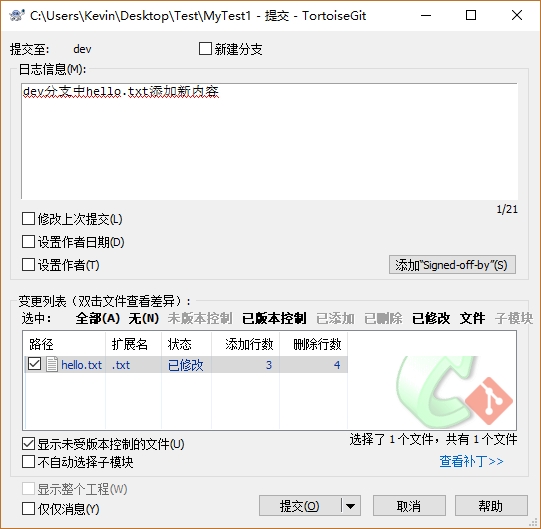 C:\Users\Kevin\Desktop\Test\MyTest1 - 提交 - TortoiseGit
提交至: dev 新建分支
日志信息(M):
dev分支中hello.txt添加新内容
1/21
修改上次提交(L)
设置作者日期(D)
设置作者(T) 添加"Signed-off-by"(S)
变更列表（双击文件查看差异）:
选中: 全部(A) 无(N) 未版本控制 已版本控制 已添加 已删除 已修改 文件 子模块
路径 扩展名 状态 添加行数 删除行数
hello.txt .txt 已修改 3 4
显示未受版本控制的文件(U) 选择了 1 个文件，共有 1 个文件
不自动选择子模块 查看补丁>>
显示整个工程(W)
仅仅消息(Y) 提交(O) 取消 帮助